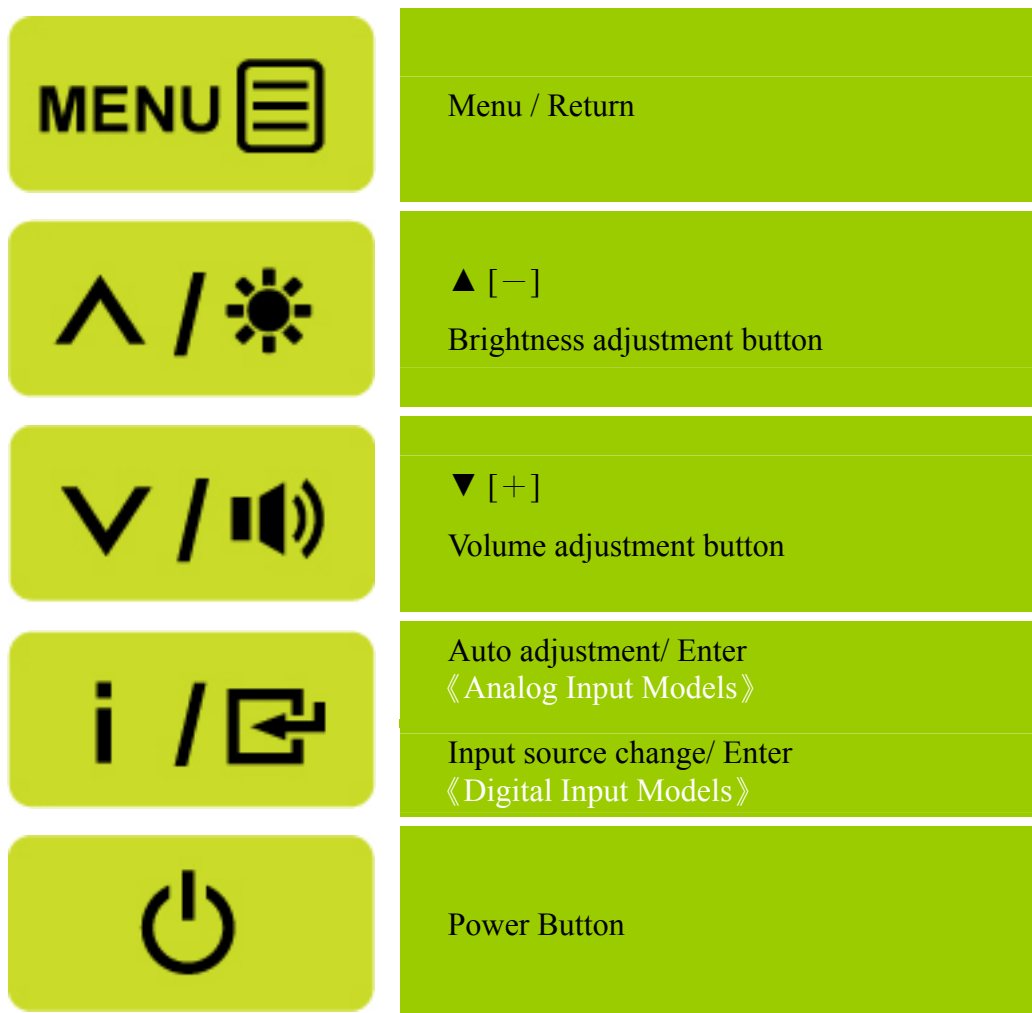 MENU
Menu / Return
/
▲ [－]
Brightness adjustment button
/
▼ [＋]
Volume adjustment button
i /
Auto adjustment/ Enter
《Analog Input Models》
Input source change/ Enter
《Digital Input Models》
Power Button